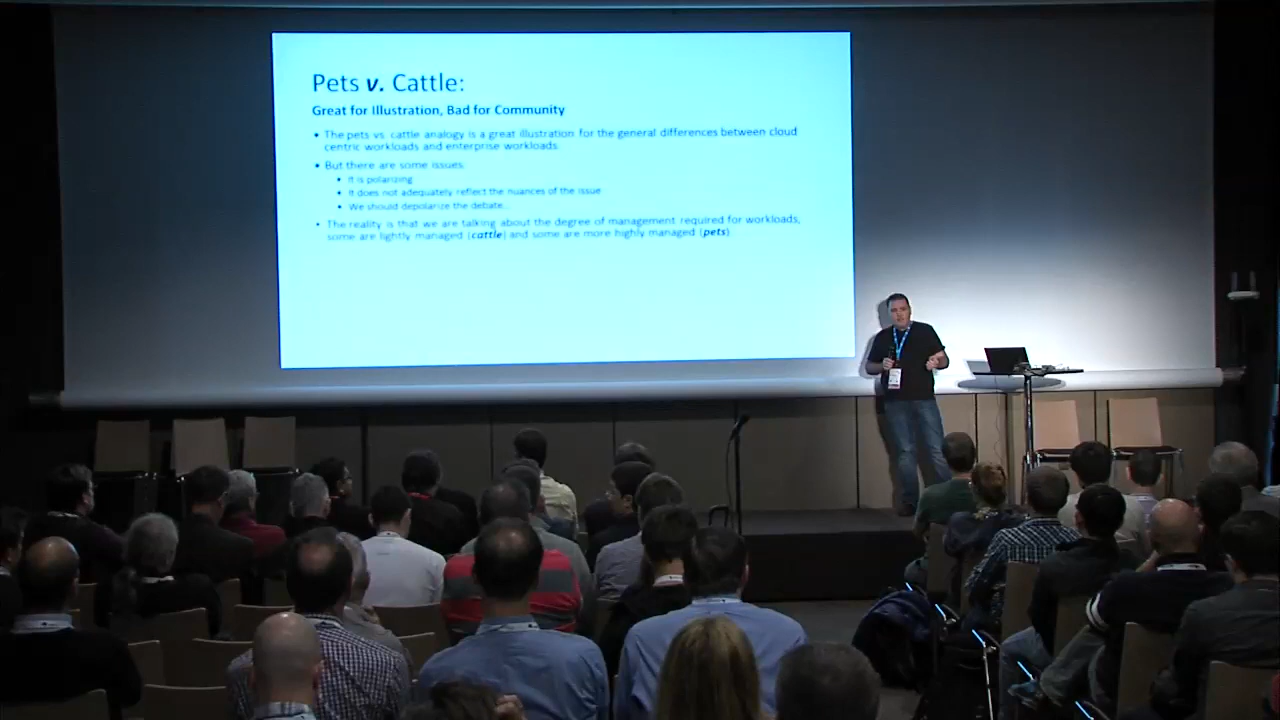 Pets v. Cattle:
Great for Illustration, Bad for Community
• The pets vs. cattle analogy is a great illustration for the general differences between cloud
centric workloads and enterprise workloads.
• But there are some issues:
• It is polarizing
• It does not adequately reflect the nuances of the issue
• We should depolarize the debate...
• The reality is that we are talking about the degree of management required for workloads;
some are lightly managed (cattle) and some are more highly managed (pets).